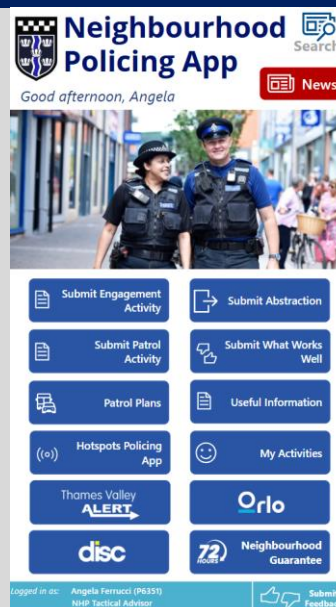 Neighbourhood
Policing App
Search
Good afternoon, Angela
News
Submit Engagement
Activity
Submit Abstraction
Submit Patrol
Activity
Submit What Works
Well
Patrol Plans
Useful Information
Hotspots Policing
App
My Activities
Thames Valley
ALERT
Orlo
disc
72
HOURS
Neighbourhood
Guarantee
Logged in as: Angela Ferrucci (P6351)
NHP Tactical Advisor
Submit
Feedback